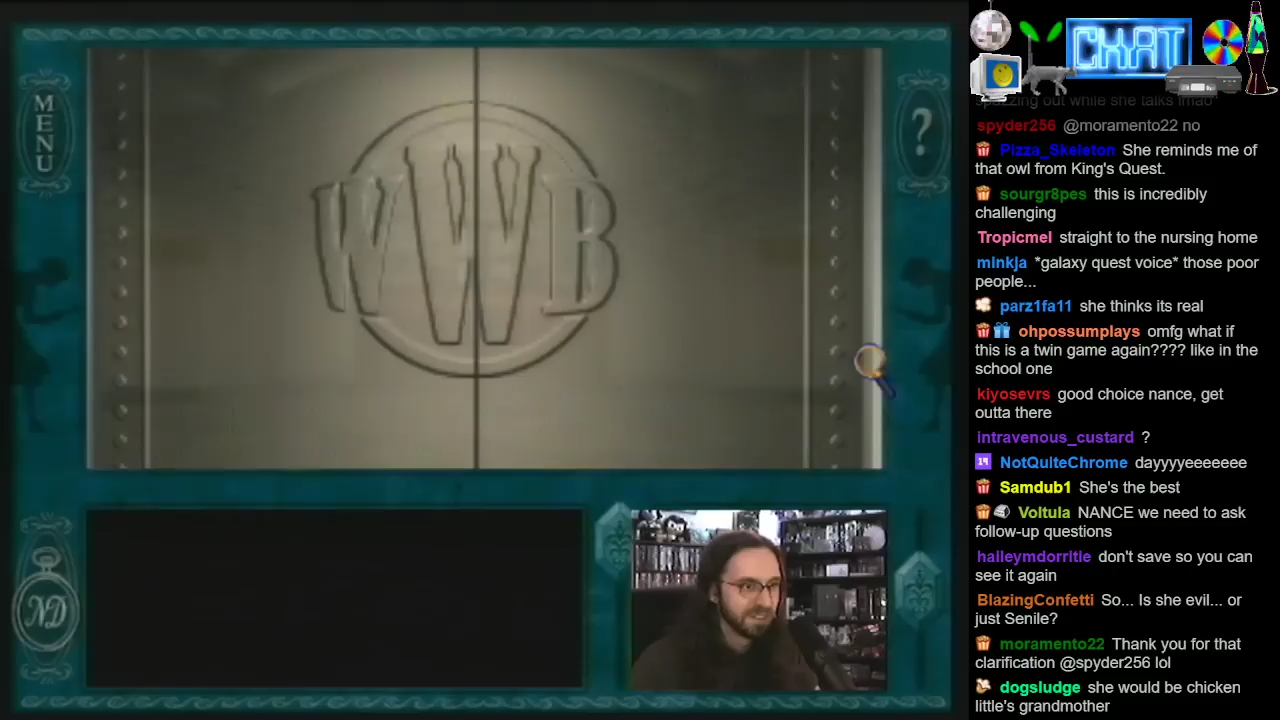 MENU
?
WWB
ND
CHAT
spazzing out while she talks lmao
spyder256 @moramento22 no
Pizza_Skeleton She reminds me of
that owl from King's Quest.
sourgr8pes this is incredibly
challenging
Tropicmel straight to the nursing home
minkja *galaxy quest voice* those poor
people...
parz1fa11 she thinks its real
ohpossumplays omfg what if
this is a twin game again???? like in the
school one
kiyosevrs good choice nance, get
outta there
intravenous_custard ?
19 NotQuiteChrome dayyyyeeeeeee
Samdub1 She's the best
Voltula NANCE we need to ask
follow-up questions
haileymdorritie don't save so you can
see it again
BlazingConfetti So... Is she evil... or
just Senile?
moramento22 Thank you for that
clarification @spyder256 lol
dogsludge she would be chicken
little's grandmother